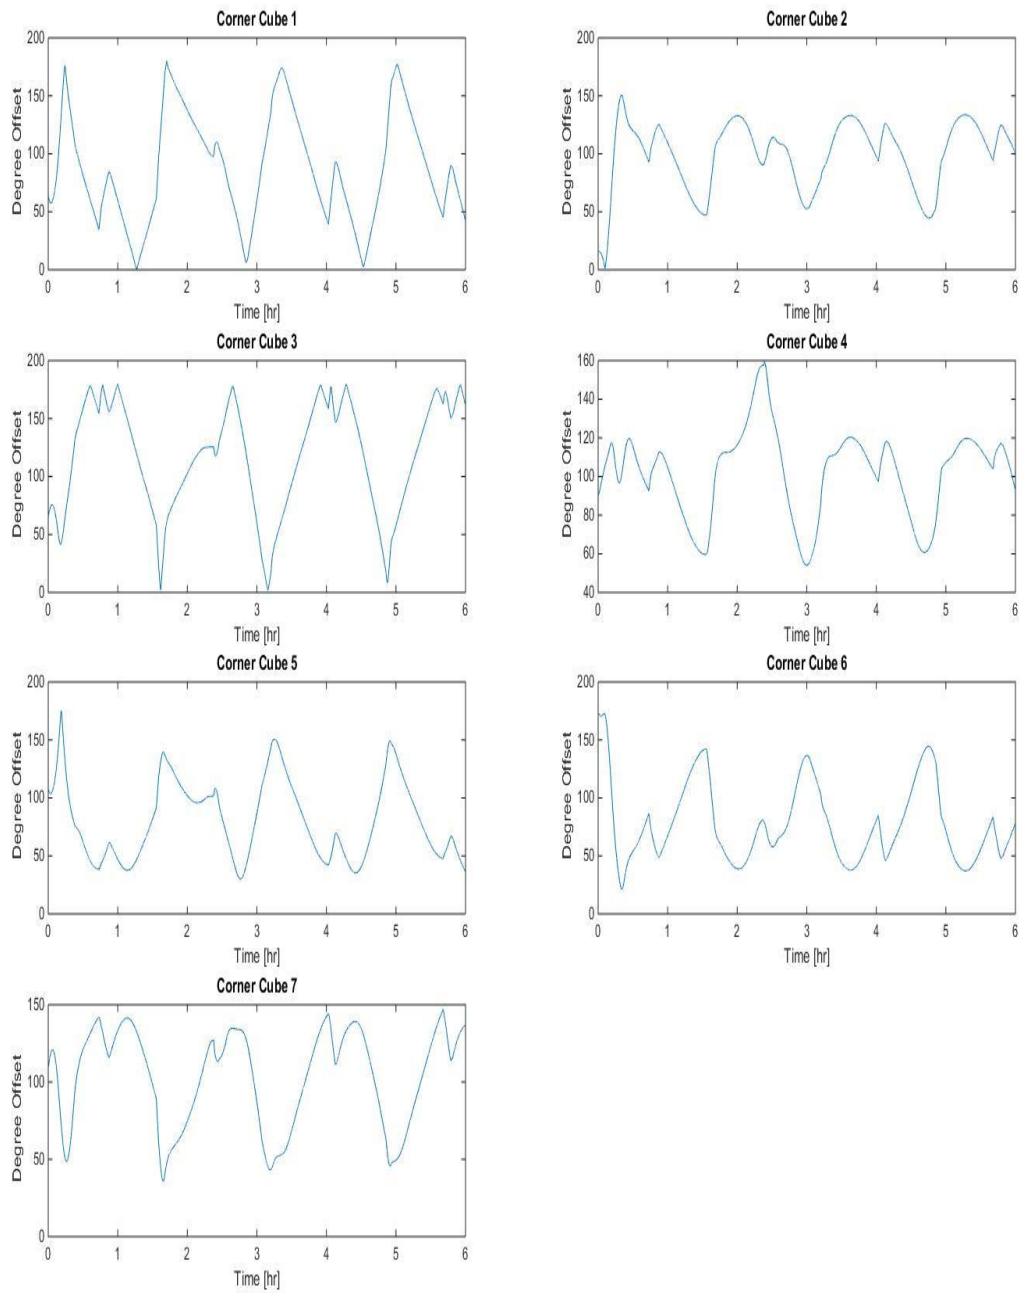 Corner Cube 1
200
150
100
50
0
Degree Offset
0 1 2 3 4 5 6
Time [hr]
Corner Cube 2
200
150
100
50
0
Degree Offset
0 1 2 3 4 5 6
Time [hr]
Corner Cube 3
200
150
100
50
0
Degree Offset
0 1 2 3 4 5 6
Time [hr]
Corner Cube 4
160
140
120
100
80
60
40
Degree Offset
0 1 2 3 4 5 6
Time [hr]
Corner Cube 5
200
150
100
50
0
Degree Offset
0 1 2 3 4 5 6
Time [hr]
Corner Cube 6
200
150
100
50
0
Degree Offset
0 1 2 3 4 5 6
Time [hr]
Corner Cube 7
150
100
50
0
Degree Offset
0 1 2 3 4 5 6
Time [hr]